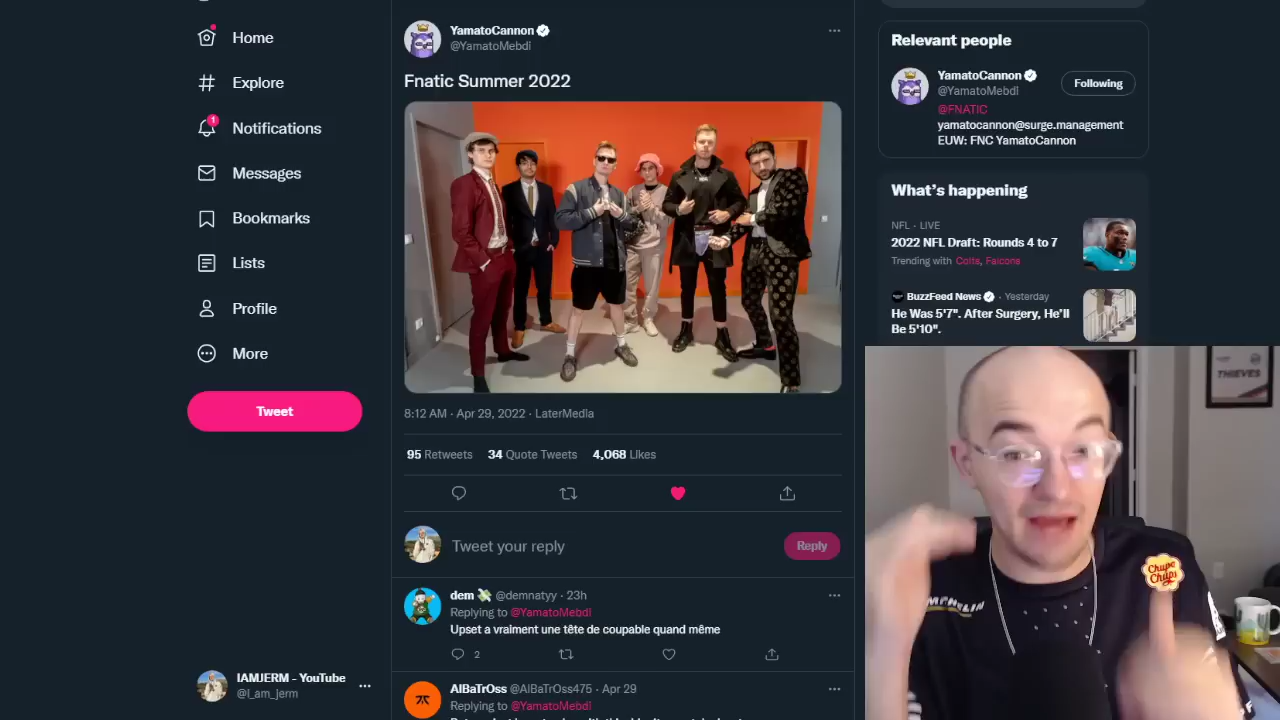 Home
Explore
1
Notifications
Messages
Bookmarks
Lists
Profile
More
Tweet
IAMJERM - YouTube
@I_am_jerm
YamatoCannon
@YamatoMebdi
Fnatic Summer 2022
8:12 AM · Apr 29, 2022 · LaterMedia
95 Retweets 34 Quote Tweets 4,068 Likes
Tweet your reply
Reply
dem 💸 @demnatyy · 23h
Replying to @YamatoMebdi
Upset a vraiment une tête de coupable quand même
2
AlBaTrOss @AlBaTrOss475 · Apr 29
Replying to @YamatoMebdi
Relevant people
YamatoCannon
@YamatoMebdi
Following
@FNATIC
yamatocannon@surge.management
EUW: FNC YamatoCannon
What's happening
NFL · LIVE
2022 NFL Draft: Rounds 4 to 7
Trending with Colts, Falcons
BuzzFeed News · Yesterday
He Was 5'7". After Surgery, He'll
Be 5'10".
THIEVES
Chupa
Chups